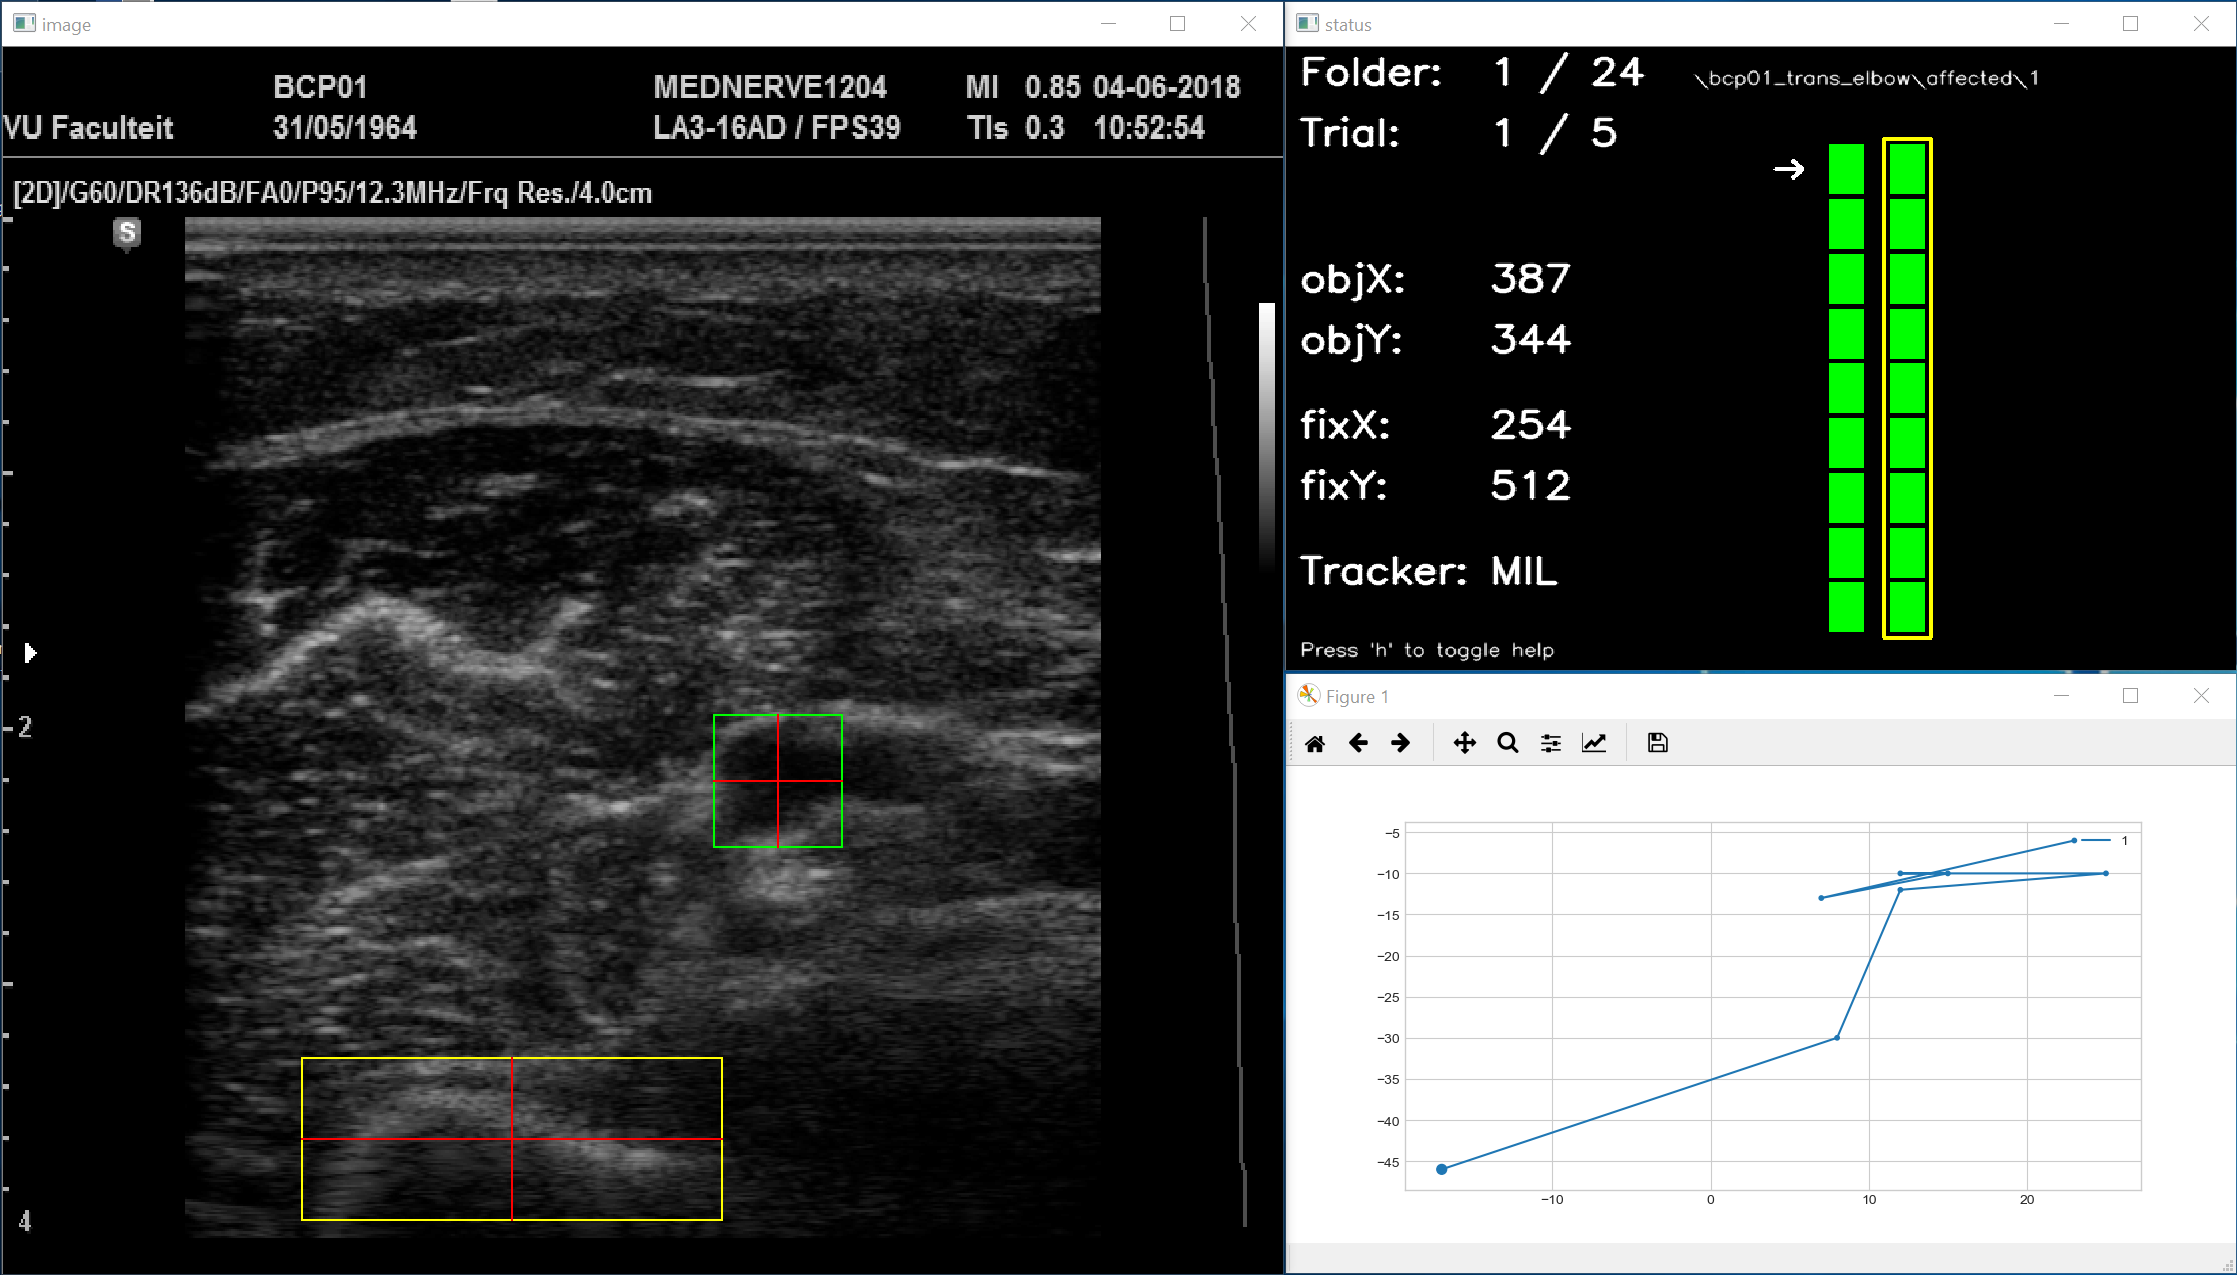 image
BCP01 MEDNERVE1204 MI 0.85 04-06-2018
VU Faculteit 31/05/1964 LA3-16AD / FPS39 TIs 0.3 10:52:54
[2D]/G60/DR136dB/FA0/P95/12.3MHz/Frq Res./4.0cm
S
2
4
status
Folder: 1 / 24 \bcp01_trans_elbow\affected\1
Trial: 1 / 5
objX: 387
objY: 344
fixX: 254
fixY: 512
Tracker: MIL
Press 'h' to toggle help
Figure 1
1
−5
−10
−15
−20
−25
−30
−35
−40
−45
−10 0 10 20